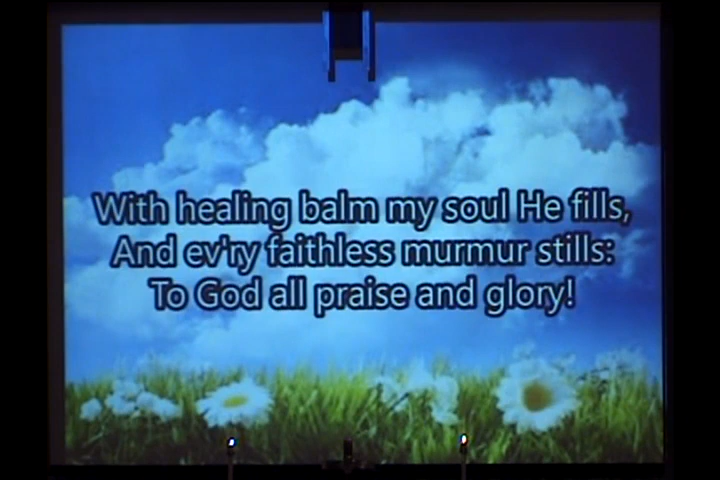 With healing balm my soul He fills,
And ev'ry faithless murmur stills:
To God all praise and glory!